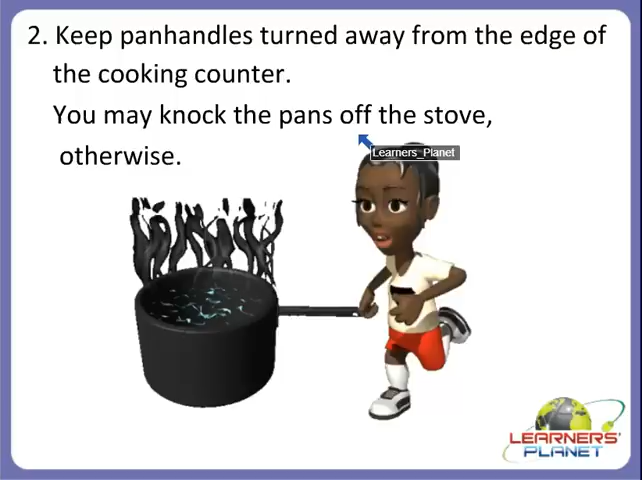 2. Keep panhandles turned away from the edge of
the cooking counter.
You may knock the pans off the stove,
otherwise.
Learners_Planet
LEARNERS'
PLANET